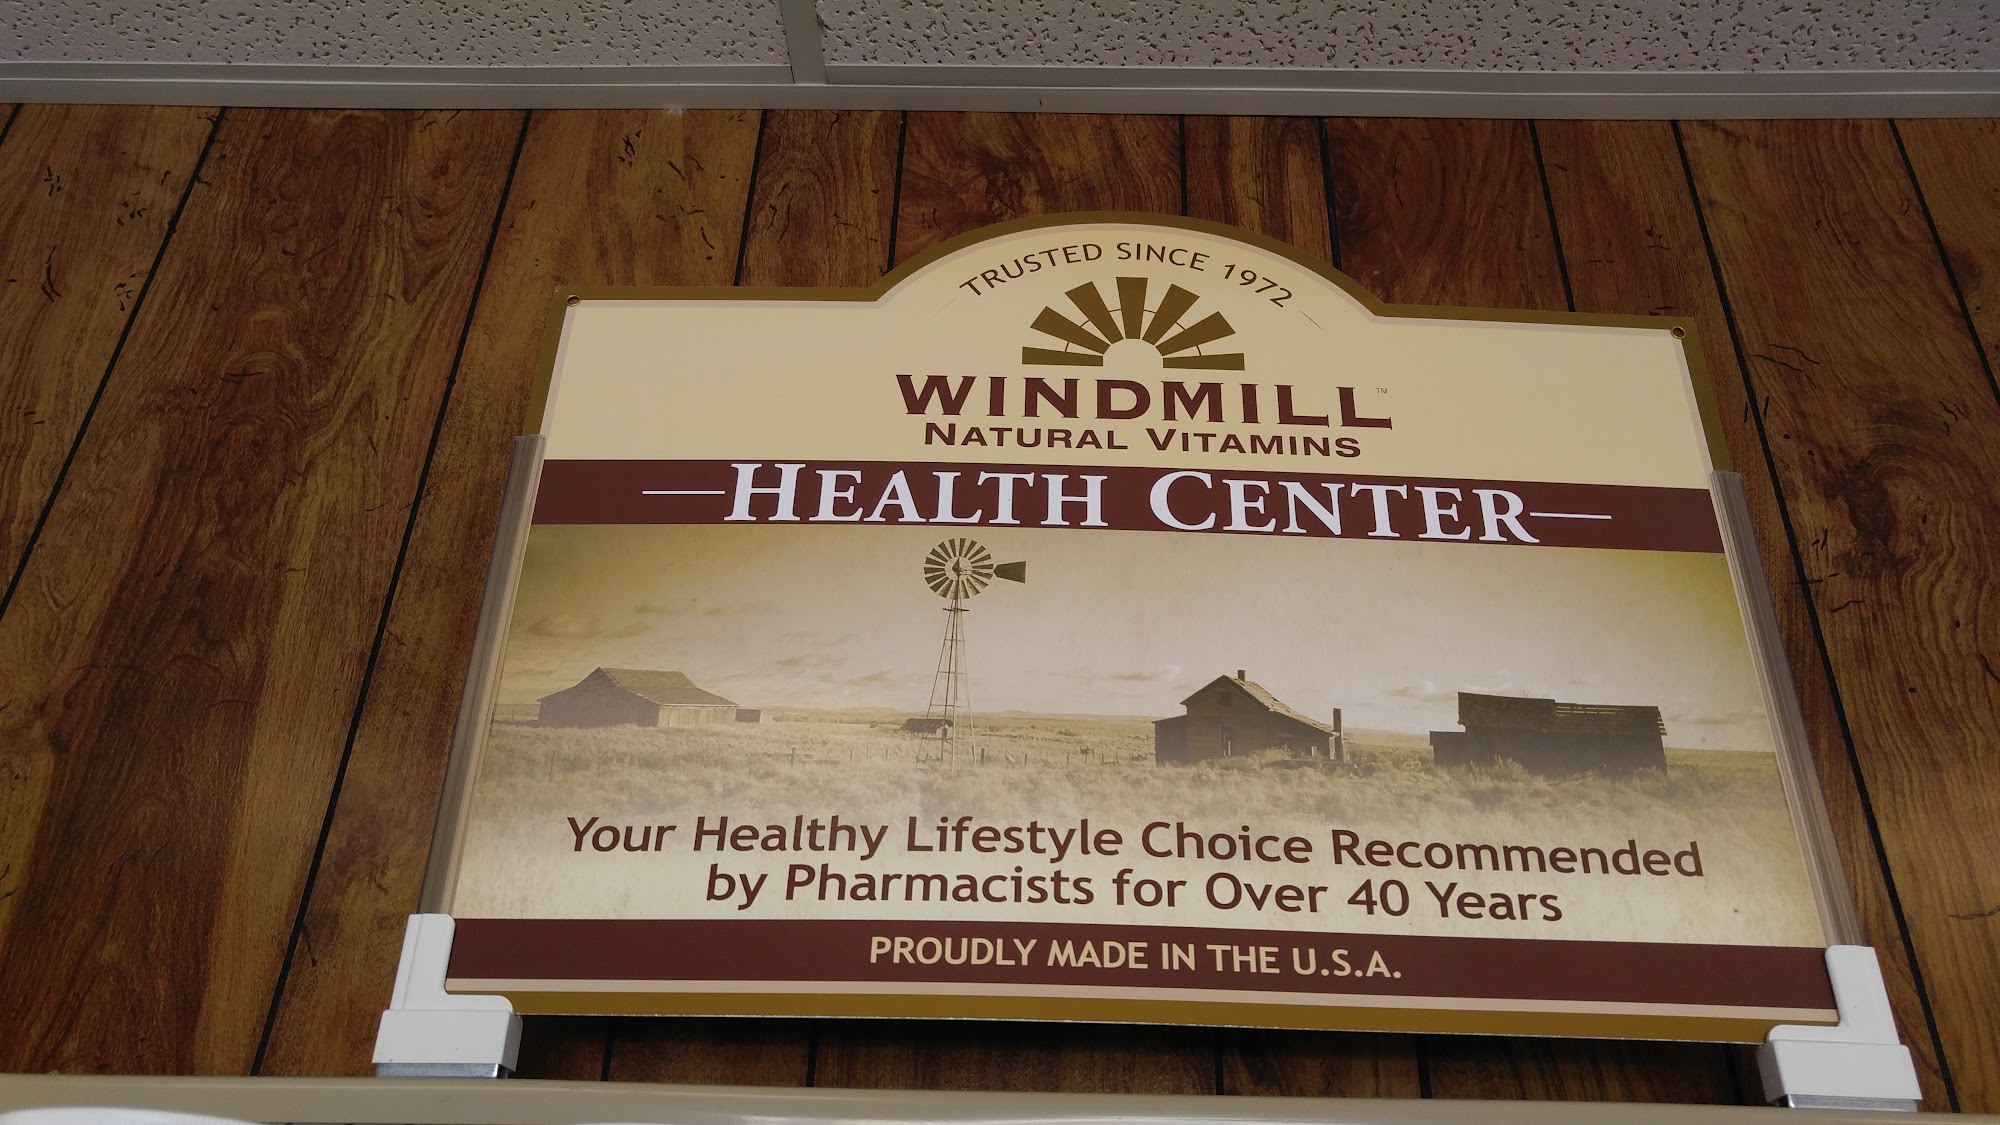 TRUSTED SINCE 1972
WINDMILL™
NATURAL VITAMINS
—HEALTH CENTER—
Your Healthy Lifestyle Choice Recommended
by Pharmacists for Over 40 Years
PROUDLY MADE IN THE U.S.A.